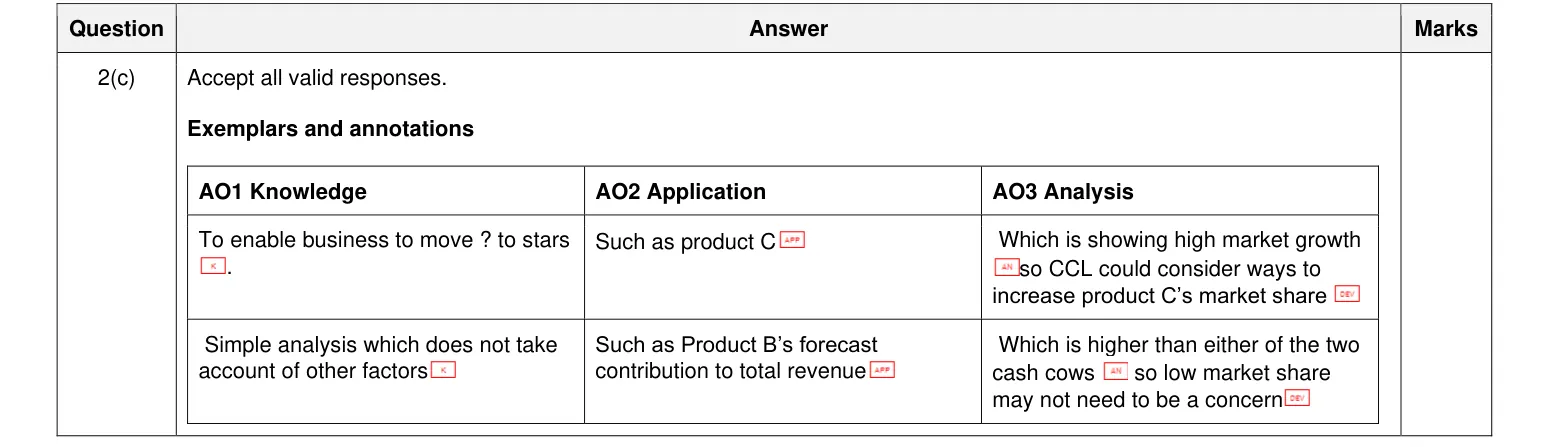 Question Answer Marks
2(c) Accept all valid responses.
Exemplars and annotations
AO1 Knowledge AO2 Application AO3 Analysis
To enable business to move ? to stars
K .
Such as product C APP
Which is showing high market growth
AN so CCL could consider ways to
increase product C's market share DEV
Simple analysis which does not take
account of other factors K
Such as Product B's forecast
contribution to total revenue APP
Which is higher than either of the two
cash cows AN so low market share
may not need to be a concern DEV